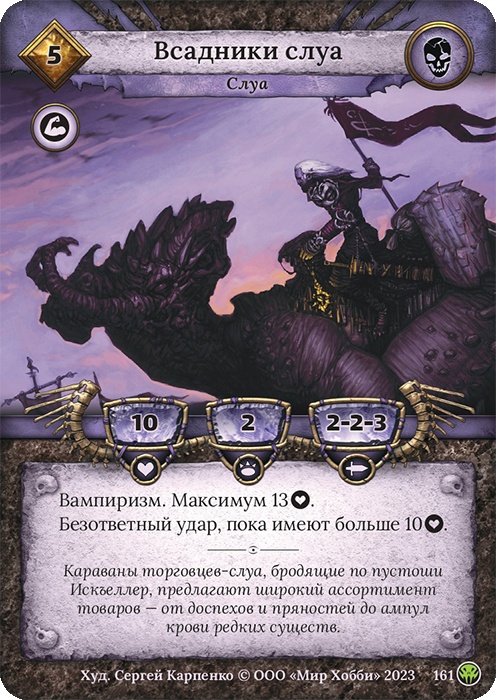 5
Всадники слуа
Слуа
10
2
2-2-3
Вампиризм. Максимум 13.
Безответный удар, пока имеют больше 10.
Караваны торговцев-слуа, бродящие по пустоши
Искъеллер, предлагают широкий ассортимент
товаров — от доспехов и пряностей до ампул
крови редких существ.
Худ. Сергей Карпенко © ООО «Мир Хобби» 2023
161